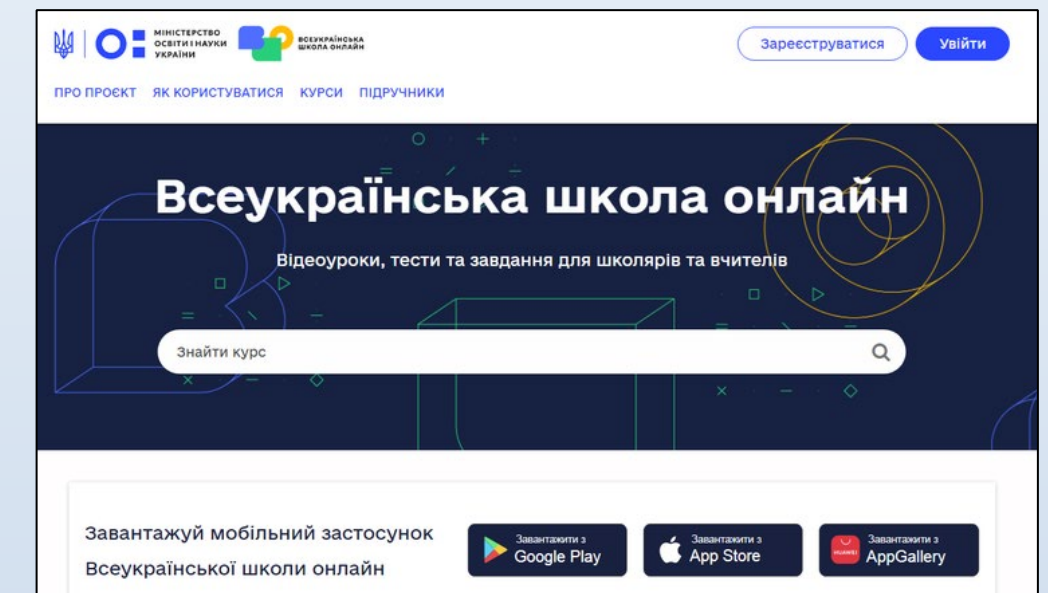 МІНІСТЕРСТВО
ОСВІТИ І НАУКИ
УКРАЇНИ
ВСЕУКРАЇНСЬКА
ШКОЛА ОНЛАЙН
Зареєструватися
Увійти
ПРО ПРОЄКТ ЯК КОРИСТУВАТИСЯ КУРСИ ПІДРУЧНИКИ
Всеукраїнська школа онлайн
Відеоуроки, тести та завдання для школярів та вчителів
Знайти курс
Завантажуй мобільний застосунок
Всеукраїнської школи онлайн
Завантажити з
Google Play
Завантажити з
App Store
HUAWEI
Завантажити з
AppGallery